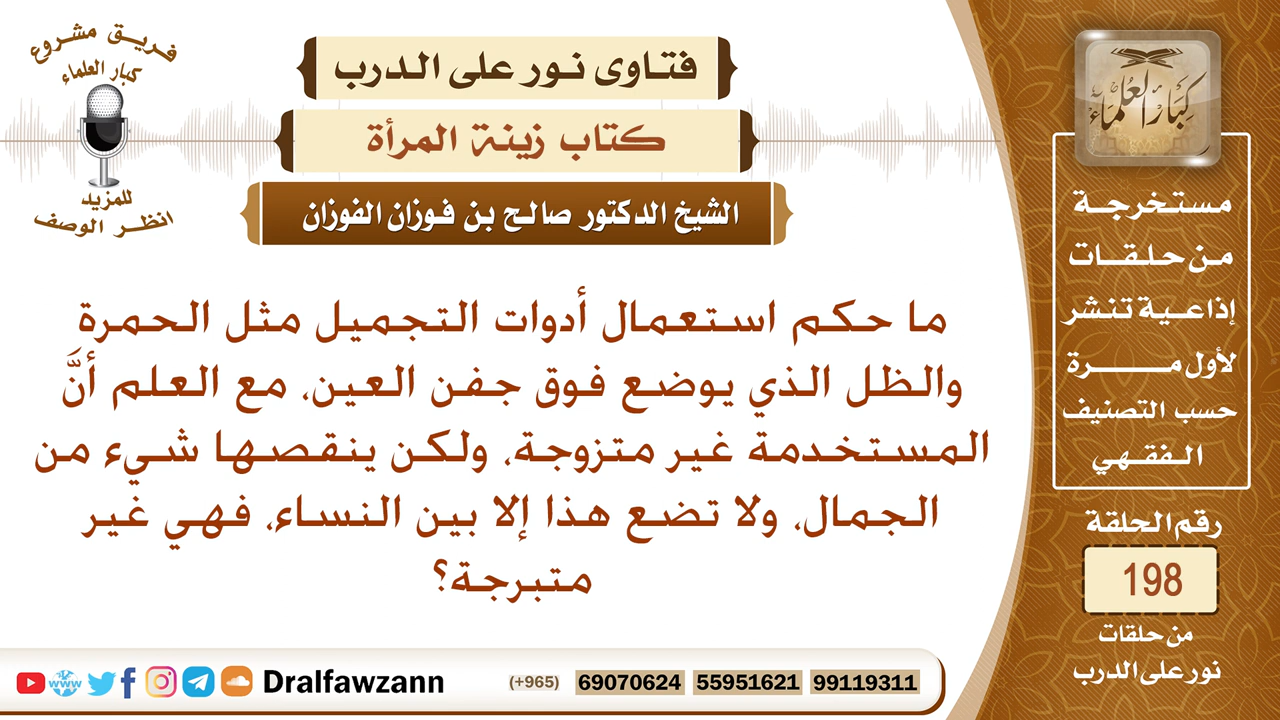 فريق مشروع
كبار العلماء
للمزيد
انظر الوصف
فتاوى نور على الدرب
كتاب زينة المرأة
الشيخ الدكتور صالح بن فوزان الفوزان
ما حكم استعمال أدوات التجميل مثل الحمرة
والظل الذي يوضع فوق جفن العين، مع العلم أنَّ
المستخدمة غير متزوجة، ولكن ينقصها شيء من
الجمال، ولا تضع هذا إلا بين النساء، فهي غير
متبرجة؟
كبار العلماء
مستخرجة
من حلقات
إذاعية تنشر
لأول مرة
حسب التصنيف
الفقهي
رقم الحلقة
198
من حلقات
نور على الدرب
www Dralfawzann (+965) 69070624 55951621 99119311